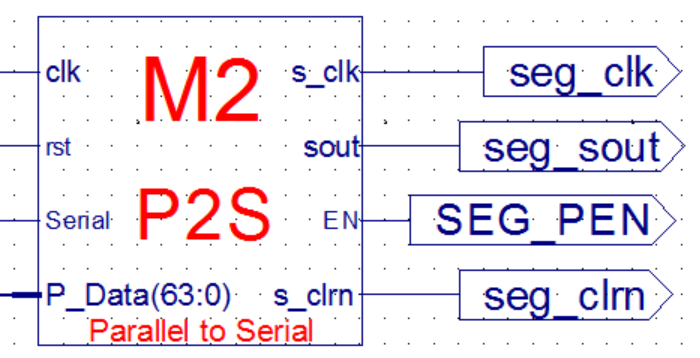 clk M2 s_clk seg_clk
rst sout seg_sout
Serial P2S EN SEG_PEN
P_Data(63:0) s_clrn seg_clrn
Parallel to Serial